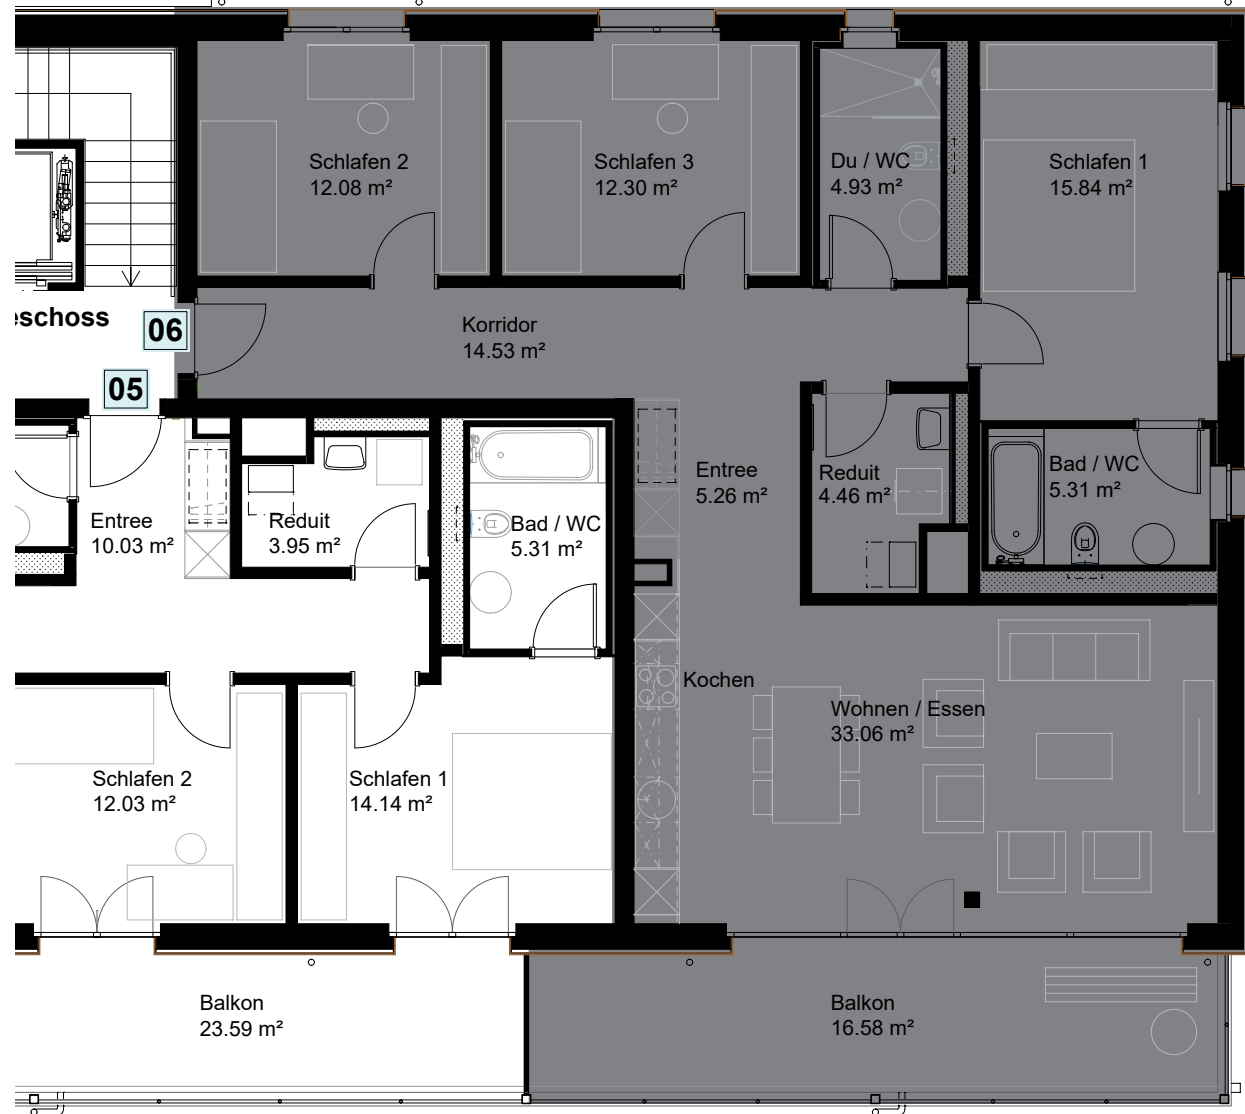 Schlafen 2
12.08 m²
Schlafen 3
12.30 m²
Du / WC
4.93 m²
Schlafen 1
15.84 m²
eschoss
06
Korridor
14.53 m²
05
Entree
10.03 m²
Reduit
3.95 m²
Bad / WC
5.31 m²
Entree
5.26 m²
Reduit
4.46 m²
Bad / WC
5.31 m²
Kochen
Wohnen / Essen
33.06 m²
Schlafen 2
12.03 m²
Schlafen 1
14.14 m²
Balkon
23.59 m²
Balkon
16.58 m²